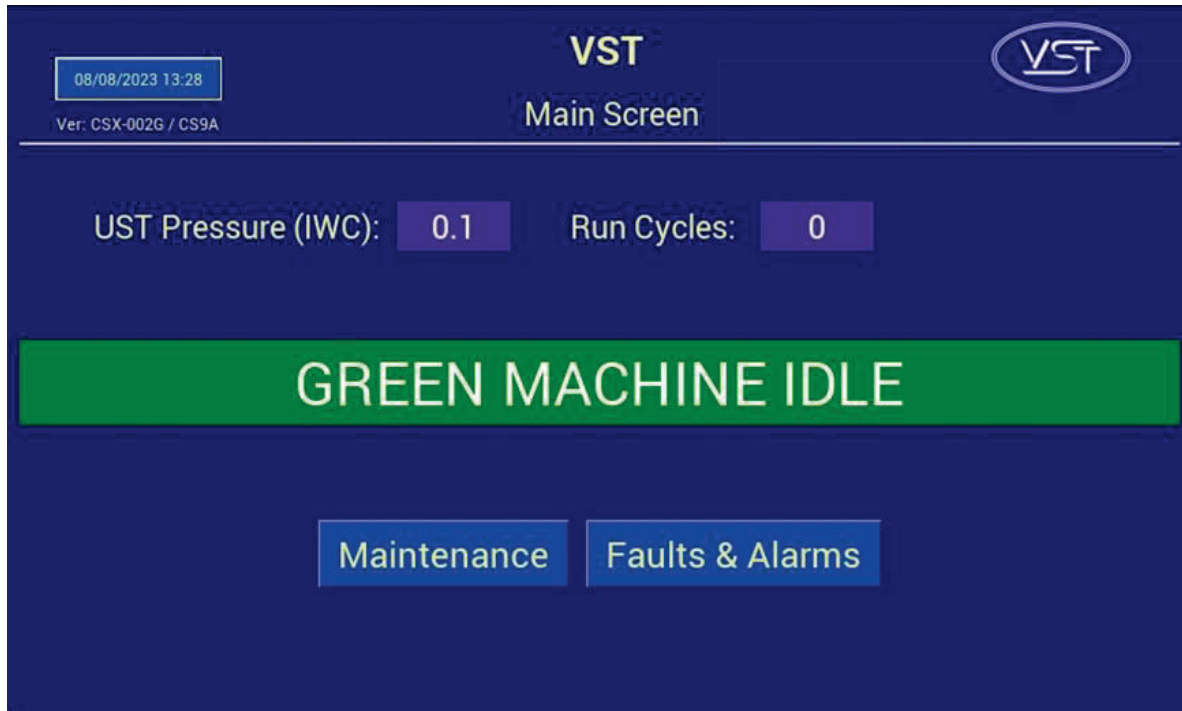 VST
VST
08/08/2023 13:28
Main Screen
Ver: CSX-002G / CS9A
UST Pressure (IWC): 0.1 Run Cycles: 0
GREEN MACHINE IDLE
Maintenance Faults & Alarms